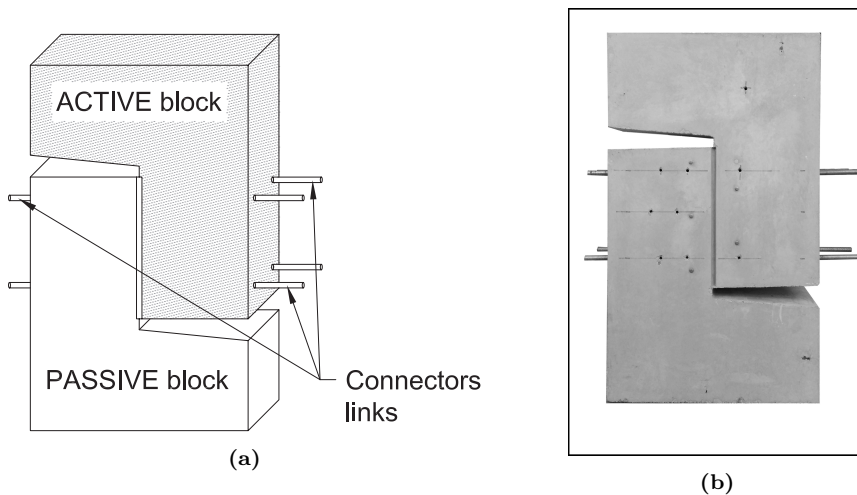 ACTIVE block
PASSIVE block
Connectors
links
(a)
(b)